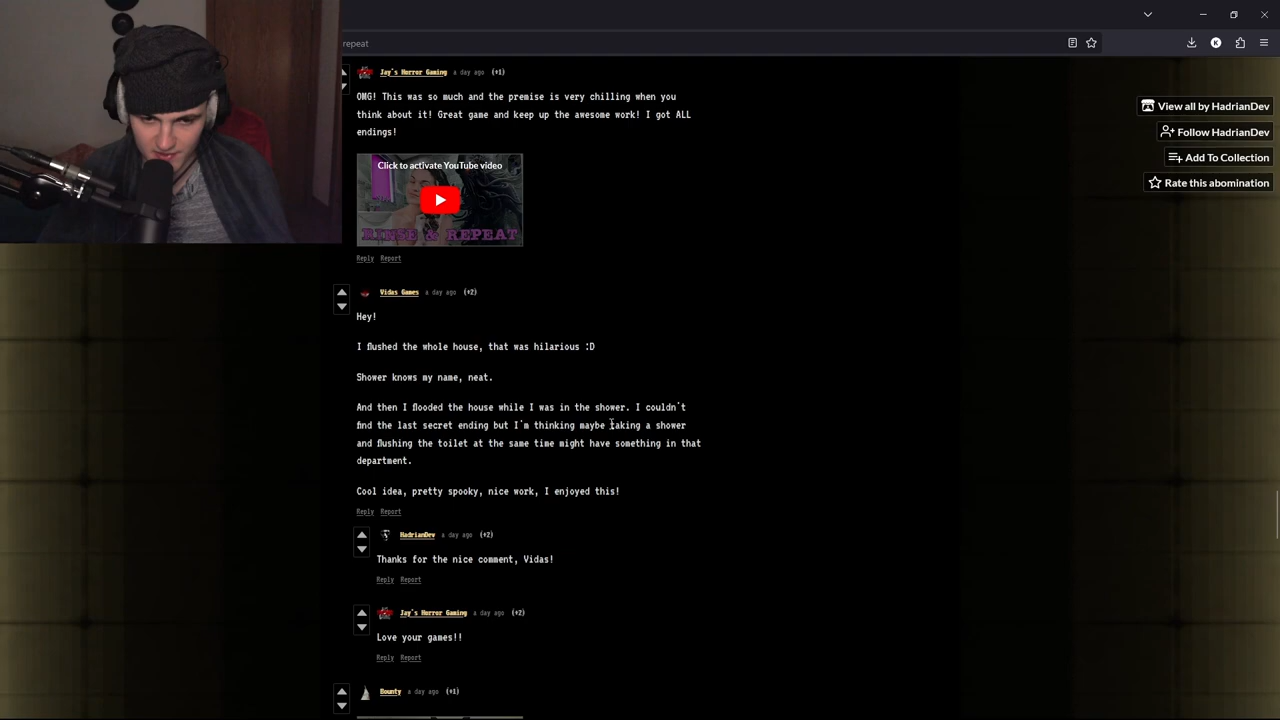 repeat
View all by HadrianDev
Follow HadrianDev
Add To Collection
Rate this abomination
Jay's Horror Gaming a day ago (+1)
OMG! This was so much and the premise is very chilling when you
think about it! Great game and keep up the awesome work! I got ALL
endings!
Click to activate YouTube video
RINSE & REPEAT
Reply Report
Vidas Games a day ago (+2)
Hey!
I flushed the whole house, that was hilarious :D
Shower knows my name, neat.
And then I flooded the house while I was in the shower. I couldn't
find the last secret ending but I'm thinking maybe taking a shower
and flushing the toilet at the same time might have something in that
department.
Cool idea, pretty spooky, nice work, I enjoyed this!
Reply Report
HadrianDev a day ago (+2)
Thanks for the nice comment, Vidas!
Reply Report
Jay's Horror Gaming a day ago (+2)
Love your games!!
Reply Report
Bounty a day ago (+1)